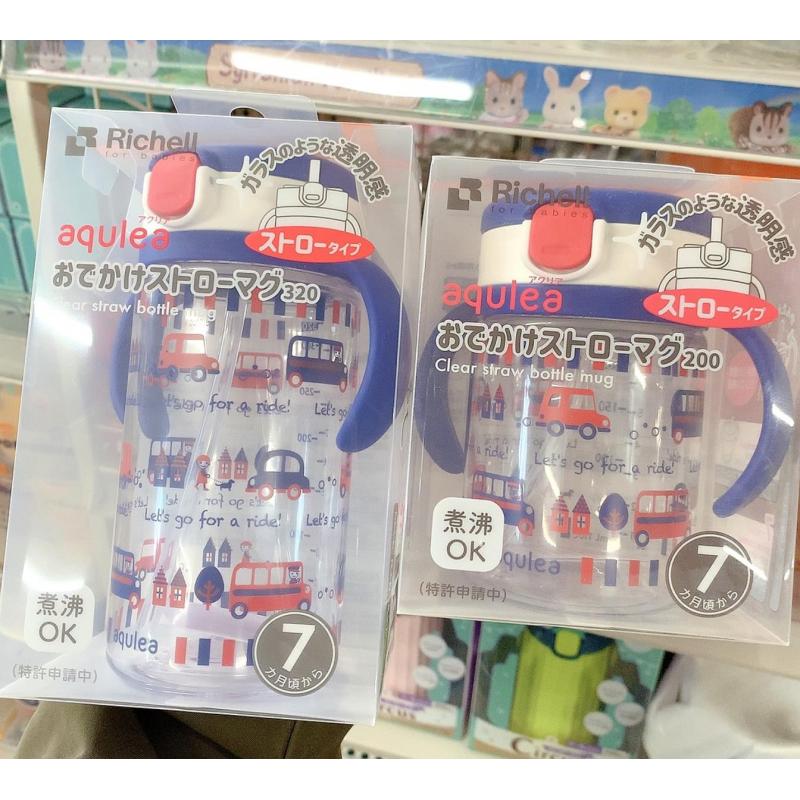 Sylvanian Famili
Richell
for babies
ガラスのような透明感
アクリア
aqulea
ストロータイプ
おでかけストローマグ320
Clear straw bottle mug
Let's go for a ride! Let's go
Let's go for a ride! Let's go
aqulea
煮沸
OK
(特許申請中)
7
カ月頃から
Richell
for babies
ガラスのような透明感
アクリア
aqulea
ストロータイプ
おでかけストローマグ200
Clear straw bottle mug
Let's go for a ride!
煮沸
OK
aqulea
(特許申請中)
7
カ月頃から